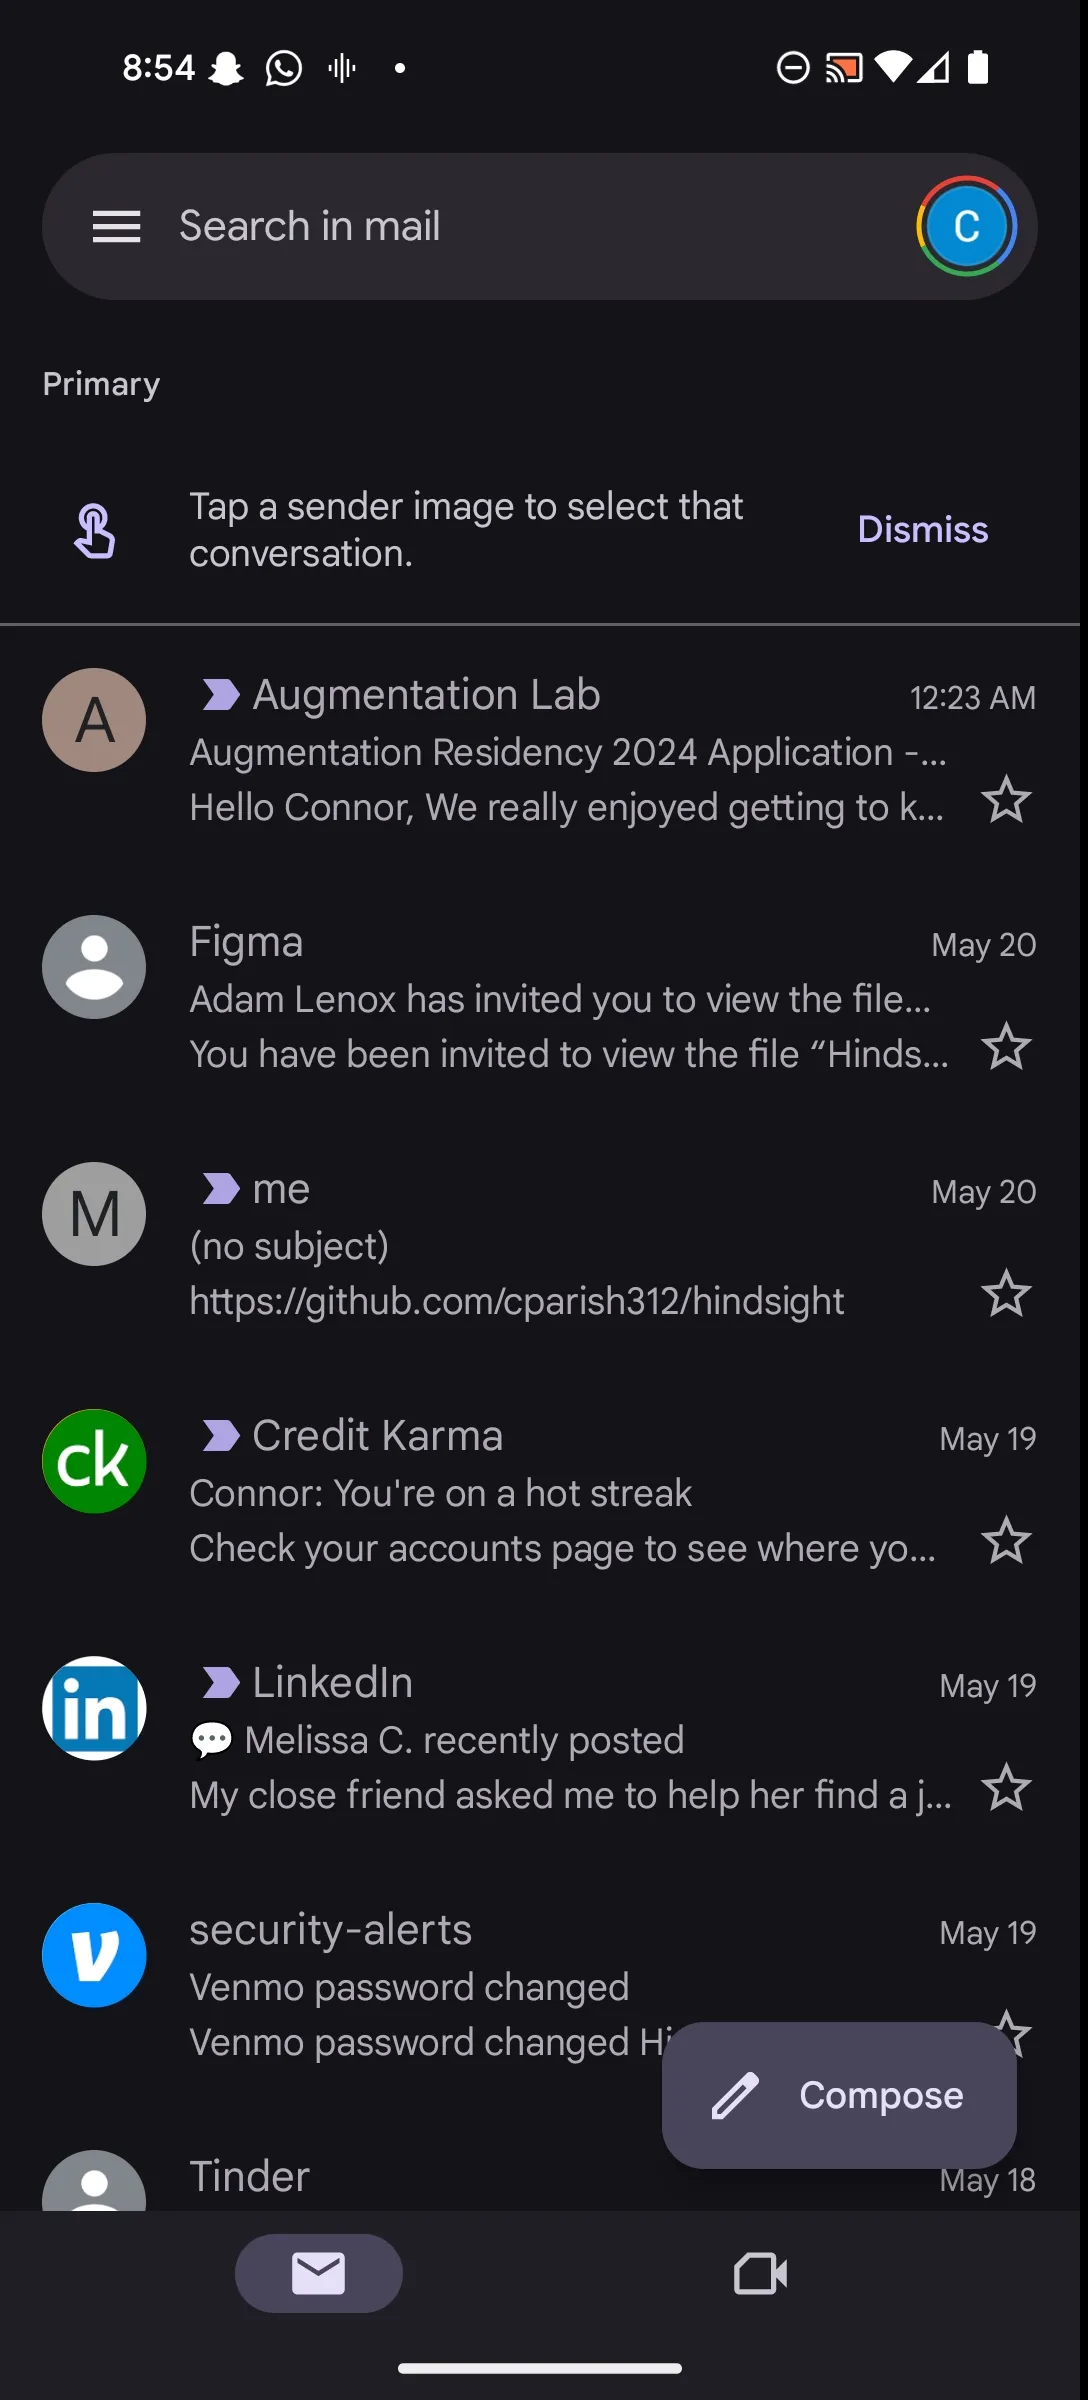 8:54
Search in mail
C
Primary
Tap a sender image to select that
conversation.
Dismiss
A
Augmentation Lab
12:23 AM
Augmentation Residency 2024 Application -...
Hello Connor, We really enjoyed getting to k...
Figma
May 20
Adam Lenox has invited you to view the file...
You have been invited to view the file “Hinds...
M
me
May 20
(no subject)
https://github.com/cparish312/hindsight
ck
Credit Karma
May 19
Connor: You're on a hot streak
Check your accounts page to see where yo...
in
LinkedIn
May 19
💬 Melissa C. recently posted
My close friend asked me to help her find a j...
V
security-alerts
May 19
Venmo password changed
Venmo password changed Hi
Compose
Tinder
May 18